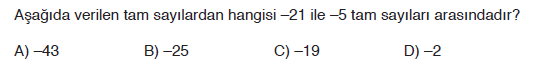 Aşağıda verilen tam sayılardan hangisi –21 ile –5 tam sayıları arasındadır?
A) –43 B) –25 C) –19 D) –2